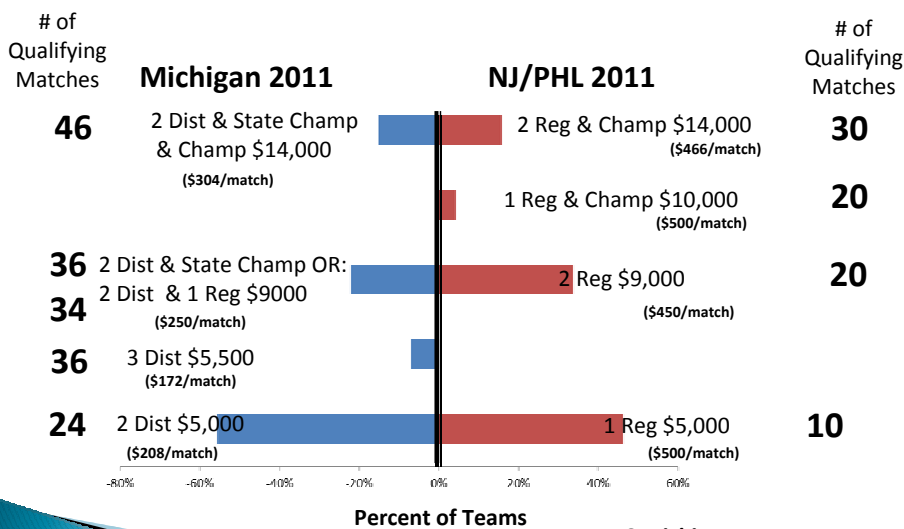 # of
Qualifying
Matches
Michigan 2011
NJ/PHL 2011
# of
Qualifying
Matches
46
2 Dist & State Champ
& Champ $14,000
($304/match)
2 Reg & Champ $14,000
($466/match)
30
1 Reg & Champ $10,000
($500/match)
20
36
34
2 Dist & State Champ OR:
2 Dist & 1 Reg $9000
($250/match)
2 Reg $9,000
($450/match)
20
36
3 Dist $5,500
($172/match)
24
2 Dist $5,000
($208/match)
1 Reg $5,000
($500/match)
10
-80% -60% -40% -20% 0% 20% 40% 60%
Percent of Teams